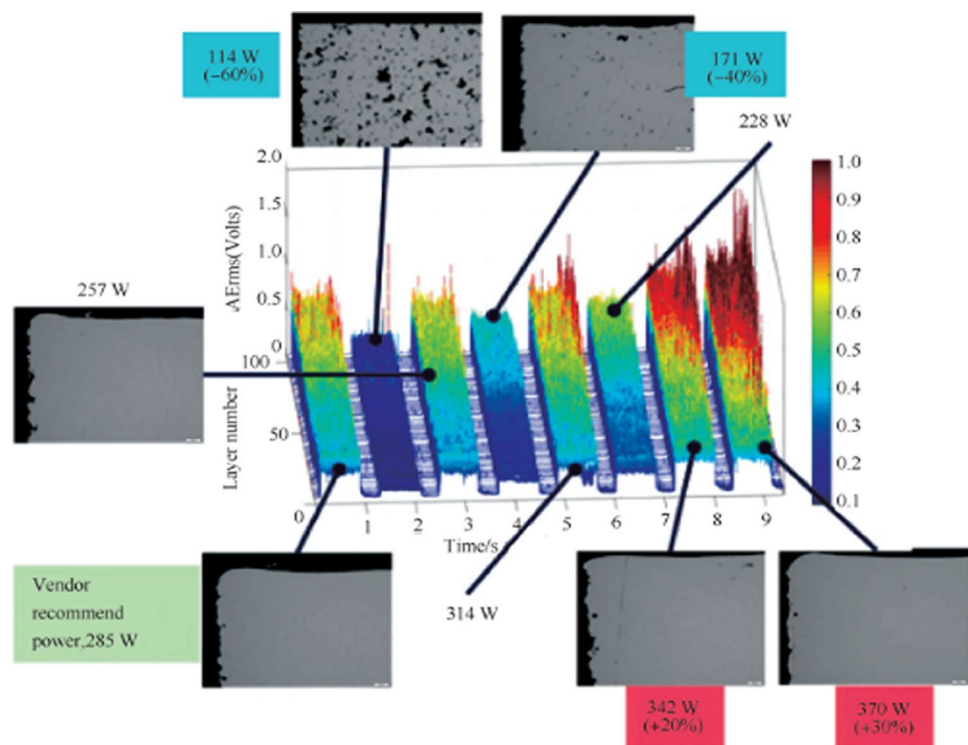 114 W
(−60%)
171 W
(−40%)
228 W
257 W
AErms(Volts)
2.0
1.5
1.0
0.5
0
Layer number
100
50
0
1
2
3
4
5
6
7
8
9
Time/s
1.0
0.9
0.8
0.7
0.6
0.5
0.4
0.3
0.2
0.1
Vendor
recommend
power,285 W
314 W
342 W
(+20%)
370 W
(+30%)